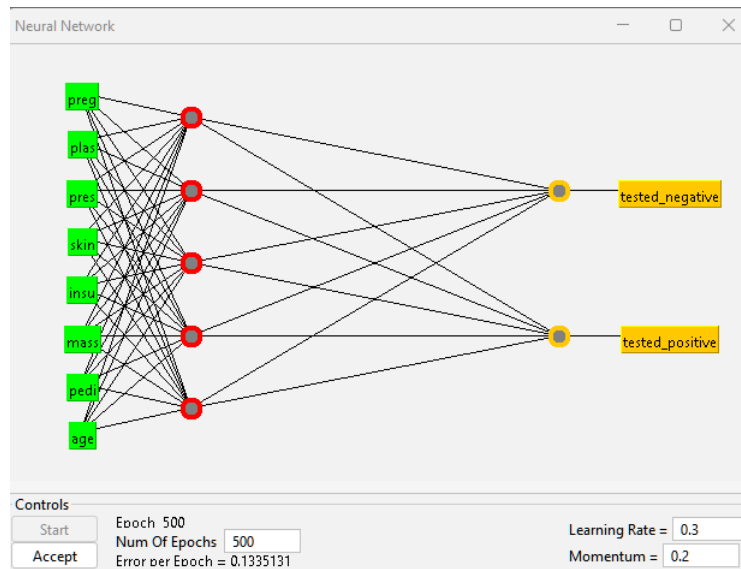 Neural Network
preg
plas
pres
skin
insu
mass
pedi
age
tested_negative
tested_positive
Controls
Start
Accept
Epoch 500
Num Of Epochs 500
Error per Epoch = 0.1335131
Learning Rate = 0.3
Momentum = 0.2